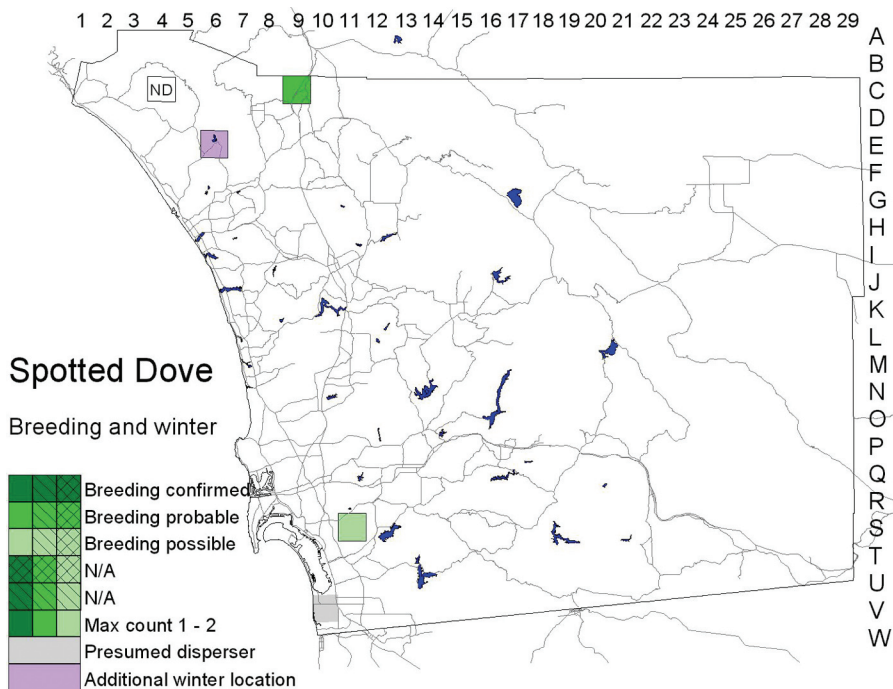 1 2 3 4 5 6 7 8 9 10 11 12 13 14 15 16 17 18 19 20 21 22 23 24 25 26 27 28 29
A
B
C
D
E
F
G
H
I
J
K
L
M
N
O
P
Q
R
S
T
U
V
W
ND
Spotted Dove
Breeding and winter
Breeding confirmed
Breeding probable
Breeding possible
N/A
N/A
Max count 1 - 2
Presumed disperser
Additional winter location